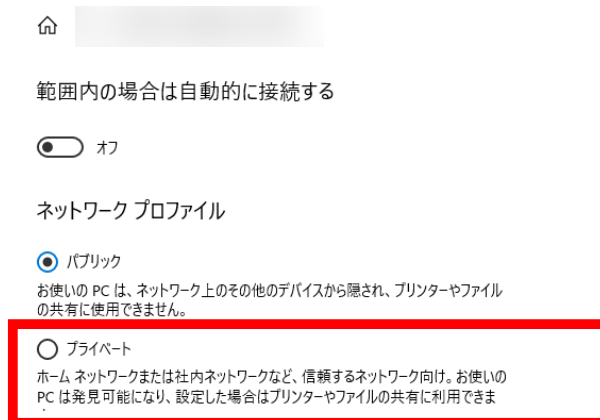 範囲内の場合は自動的に接続する
オフ
ネットワーク プロファイル
パブリック
お使いの PC は、ネットワーク上のその他のデバイスから隠され、プリンターやファイル
の共有に使用できません。
プライベート
ホーム ネットワークまたは社内ネットワークなど、信頼するネットワーク向け。お使いの
PC は発見可能になり、設定した場合はプリンターやファイルの共有に利用できま